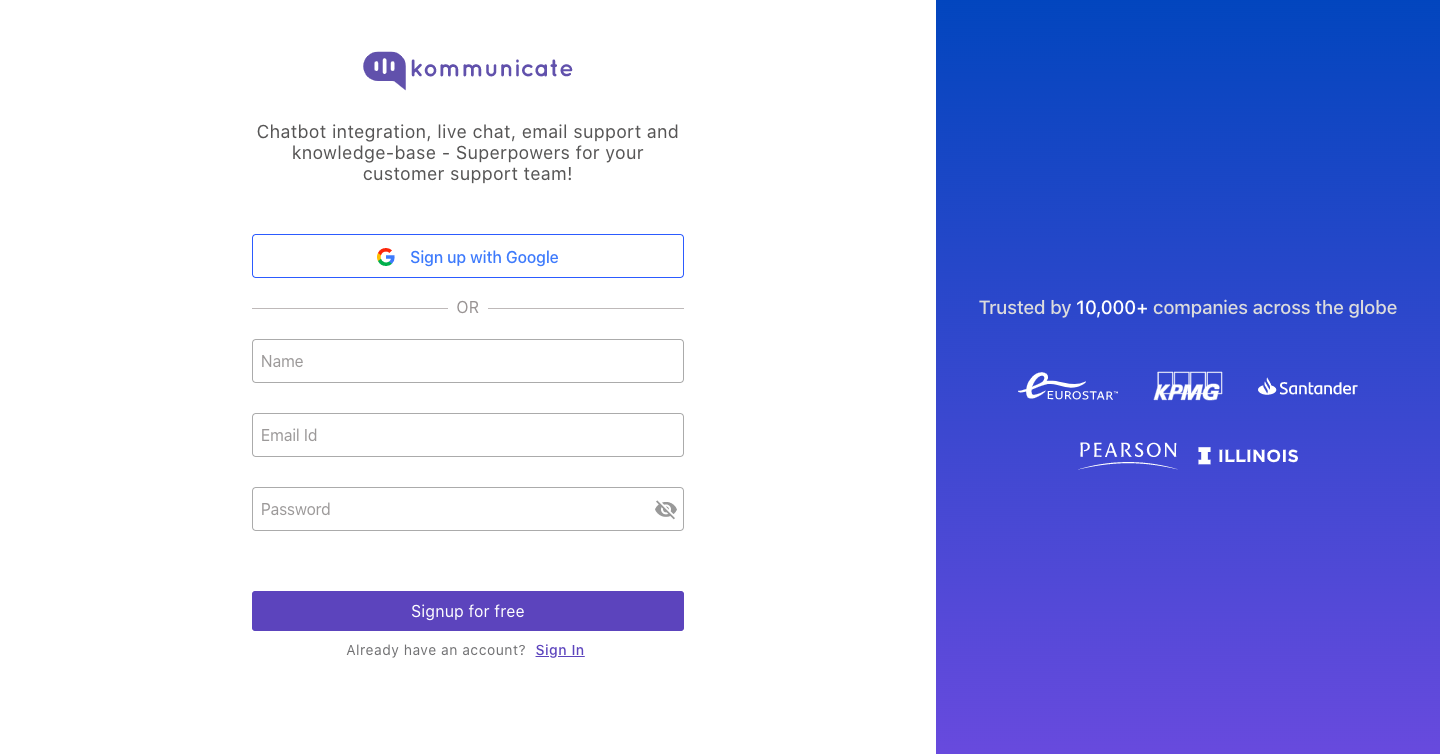 kommunicate
Chatbot integration, live chat, email support and
knowledge-base - Superpowers for your
customer support team!
Sign up with Google
OR
Name
Email Id
Password
Signup for free
Already have an account? Sign In
Trusted by 10,000+ companies across the globe
EUROSTAR™ KPMG Santander
PEARSON I ILLINOIS